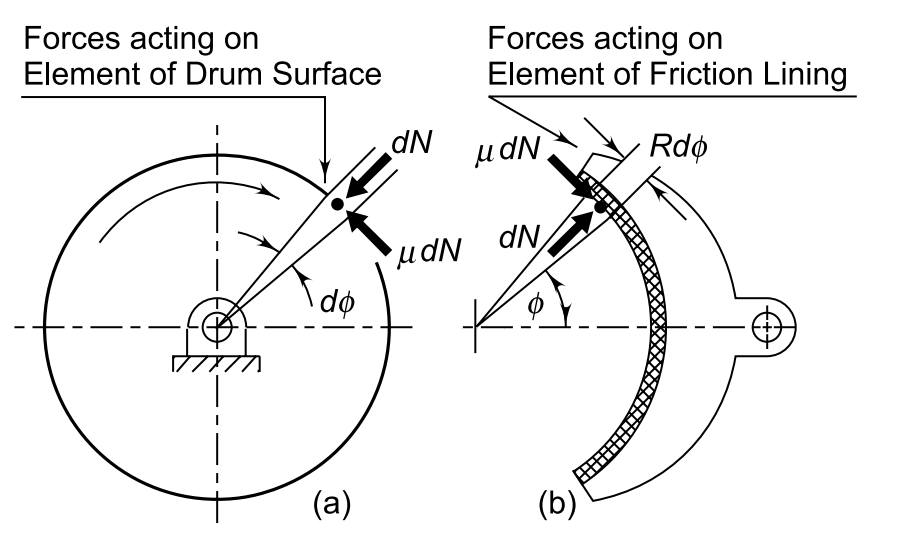 Forces acting on
Element of Drum Surface
Forces acting on
Element of Friction Lining
dN
μ dN
dϕ
(a)
μ dN
Rdϕ
dN
ϕ
(b)